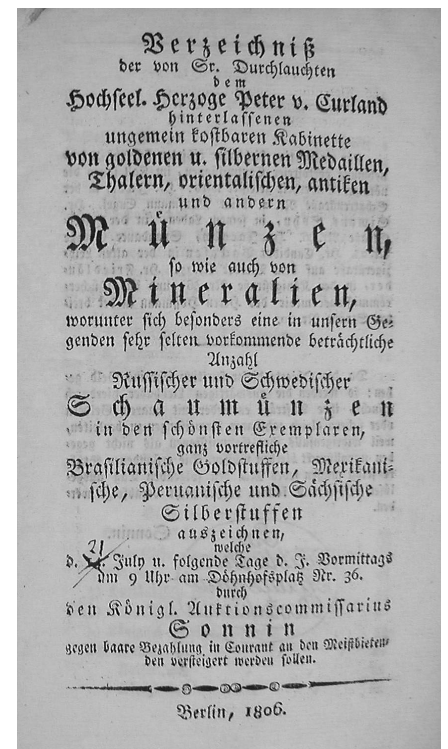 Verzeichniß
der von Sr. Durchlauchten
dem
Hochseel. Herzoge Peter v. Curland
hinterlassenen
ungemein kostbaren Kabinette
von goldenen u. silbernen Medaillen,
Thalern, orientalischen, antiken
und andern
Münzen,
so wie auch von
Mineralien,
worunter sich besonders eine in unsern Ge-
genden sehr selten vorkommende beträchtliche
Anzahl
Russischer und Schwedischer
Schaumünzen
in den schönsten Exemplaren,
ganz vortrefliche
Brasilianische Goldstuffen, Mexikani-
sche, Peruanische und Sächsische
Silberstuffen
auszeichnen,
welche
21
d. July u. folgende Tage d. J. Vormittags
um 9 Uhr am Döhnhofsplatz Nr. 36.
durch
den Königl. Auktionscommissarius
Sonnin
gegen baare Bezahlung in Courant an den Meistbieten-
den versteigert werden sollen.
Berlin, 1806.